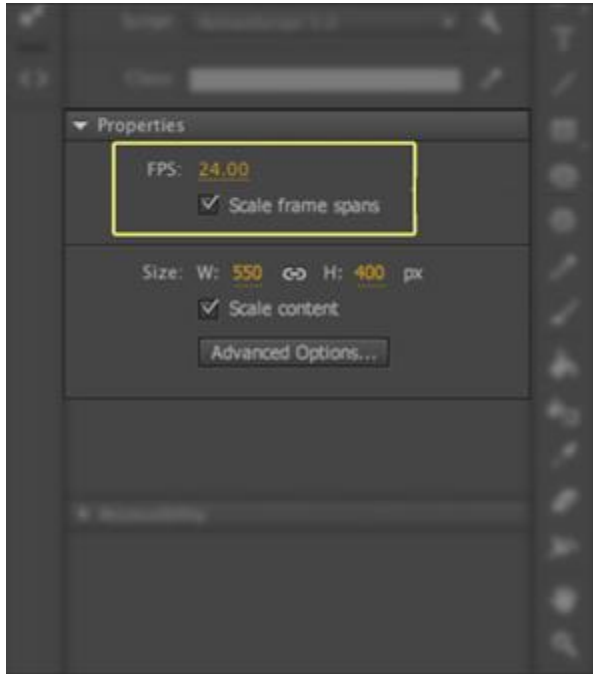 Properties
FPS: 24.00
Scale frame spans
Size: W: 550 H: 400 px
Scale content
Advanced Options...